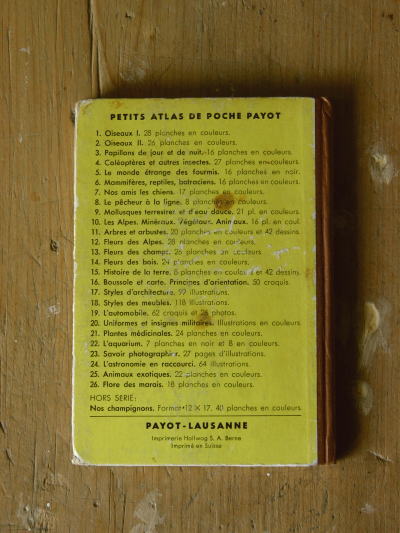 PETITS ATLAS DE POCHE PAYOT
1. Oiseaux I. 28 planches en couleurs.
2. Oiseaux II. 26 planches en couleurs.
3. Papillons de jour et de nuit. 16 planches en couleurs.
4. Coléoptères et autres insectes. 27 planches en couleurs.
5. Le monde étrange des fourmis. 16 planches en noir.
6. Mammifères, reptiles, batraciens. 16 planches en couleurs.
7. Nos amis les chiens. 17 planches en couleurs.
8. Le pêcheur à la ligne. 8 planches en couleurs.
9. Mollusques terrestres et d'eau douce. 21 pl. en couleurs.
10. Les Alpes. Minéraux. Végétaux. Animaux. 16 pl. en coul.
11. Arbres et arbustes. 20 planches en couleurs et 42 dessins.
12. Fleurs des Alpes. 28 planches en couleurs.
13. Fleurs des champs. 26 planches en couleurs.
14. Fleurs des bois. 24 planches en couleurs.
15. Histoire de la terre. planches en couleurs et 42 dessins.
16. Boussole et carte. Principes d'orientation. 50 croquis.
17. Styles d'architecture. illustrations.
18. Styles des meubles. 118 illustrations.
19. L'automobile. 62 croquis et photos.
20. Uniformes et insignes militaires. Illustrations en couleurs.
21. Plantes médicinales. 24 planches en couleurs.
22. L'aquarium. 7 planches en noir et 8 en couleurs.
23. Savoir photographier. 27 pages d'illustrations.
24. L'astronomie en raccourci. 64 illustrations.
25. Animaux exotiques. 22 planches en couleurs.
26. Flore des marais. 18 planches en couleurs.
HORS SERIE:
Nos champignons. Format 12 X 17. 40 planches en couleurs.
PAYOT-LAUSANNE
Imprimerie Hallwag S. A. Berne
Imprimé en Suisse